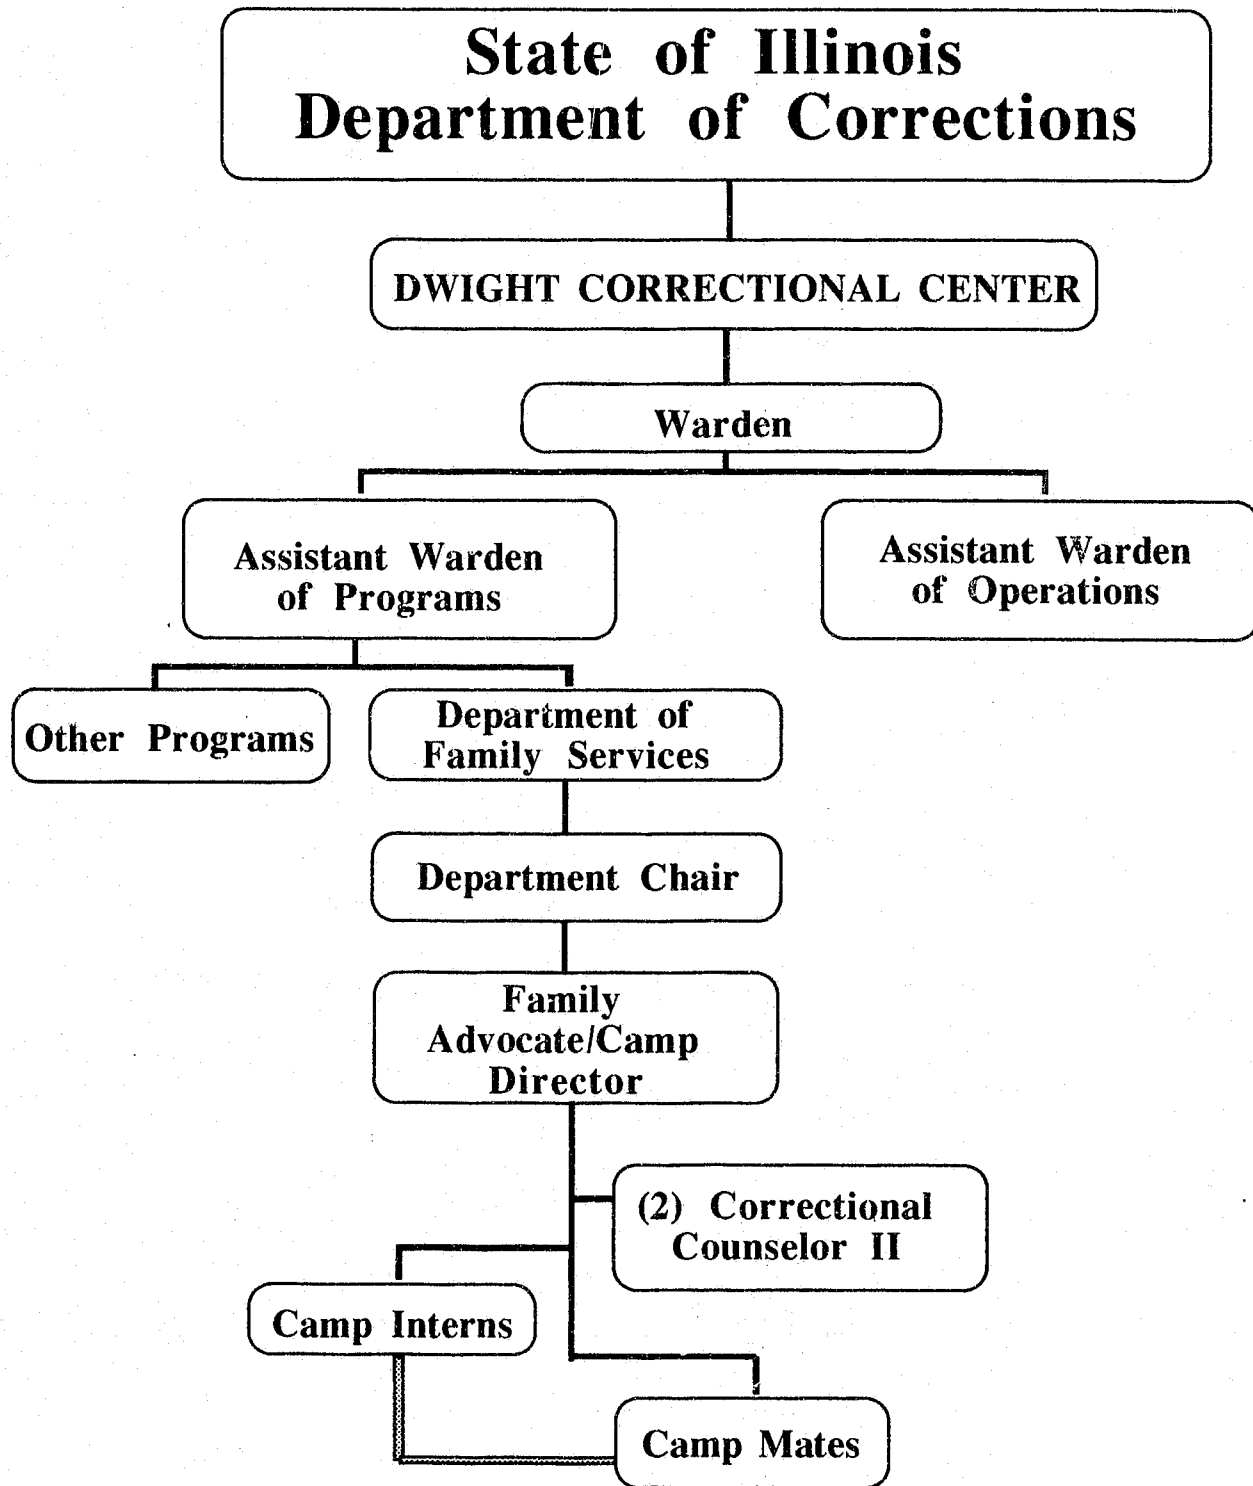 State of Illinois
Department of Corrections
DWIGHT CORRECTIONAL CENTER
Warden
Assistant Warden
of Programs
Assistant Warden
of Operations
Other Programs
Department of
Family Services
Department Chair
Family
Advocate/Camp
Director
(2) Correctional
Counselor II
Camp Interns
Camp Mates